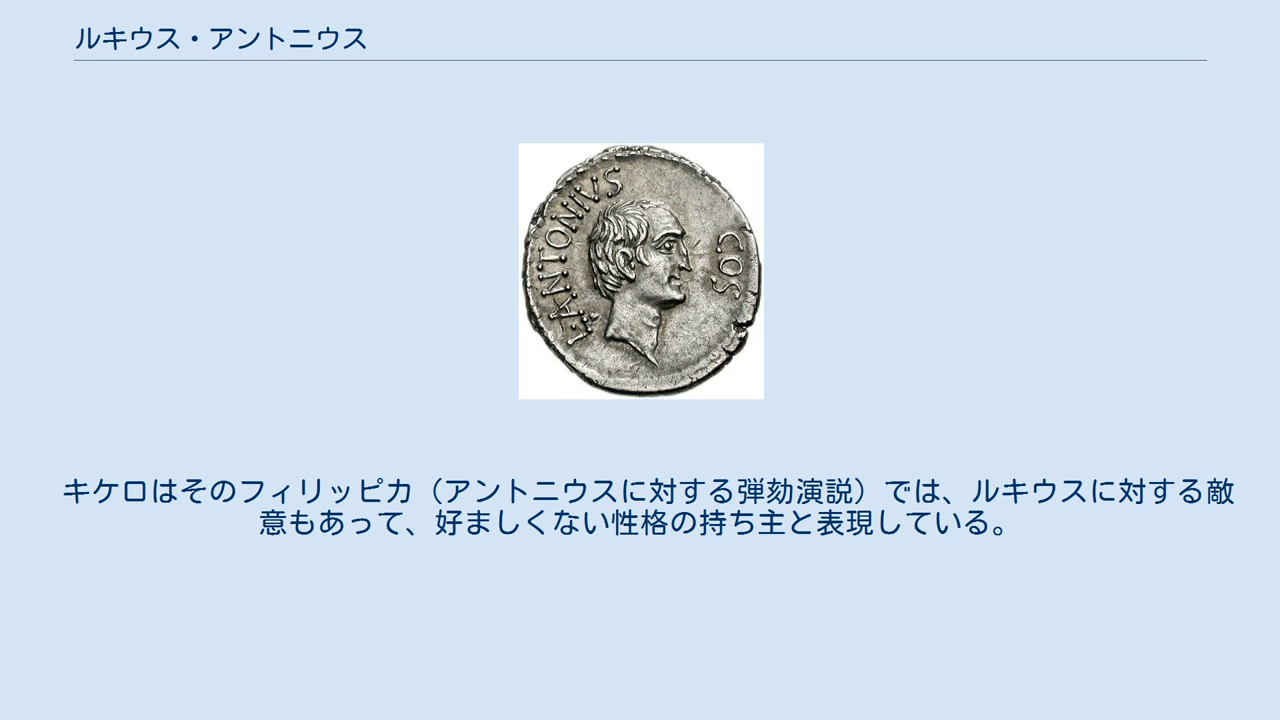 ルキウス・アントニウス
L·ANTONIVS
COS
キケロはそのフィリッピカ（アントニウスに対する弾劾演説）では、ルキウスに対する敵
意もあって、好ましくない性格の持ち主と表現している。